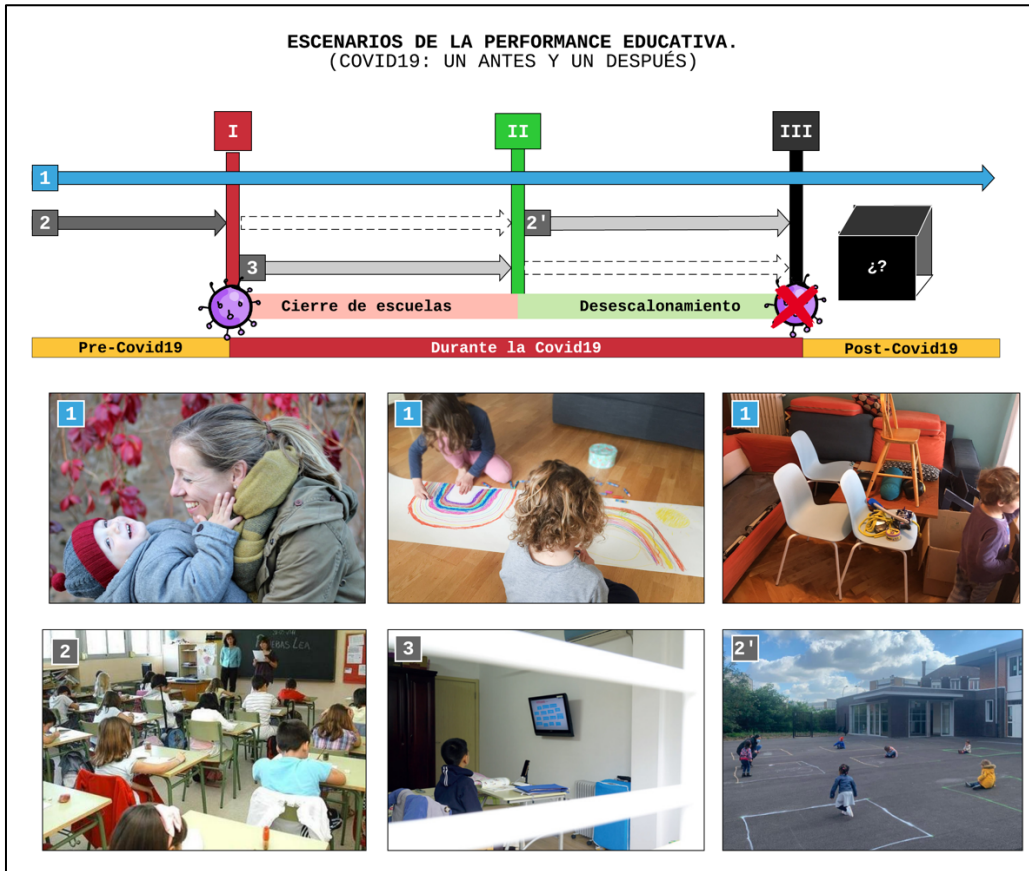 ESCENARIOS DE LA PERFORMANCE EDUCATIVA.
(COVID19: UN ANTES Y UN DESPUÉS)
I
II
III
1
2
2'
3
¿?
Cierre de escuelas
Desescalonamiento
Pre-Covid19
Durante la Covid19
Post-Covid19
1
1
1
2
3
2'